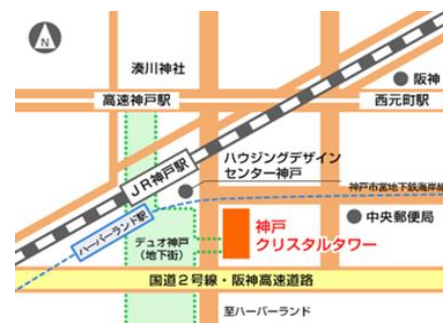 N
湊川神社
阪神
高速神戸駅
西元町駅
JR神戸駅
ハウジングデザイン
センター神戸
神戸市営地下鉄海岸線
ハーバーランド駅
デュオ神戸
（地下街）
神戸
クリスタルタワー
中央郵便局
国道2号線・阪神高速道路
至ハーバーランド